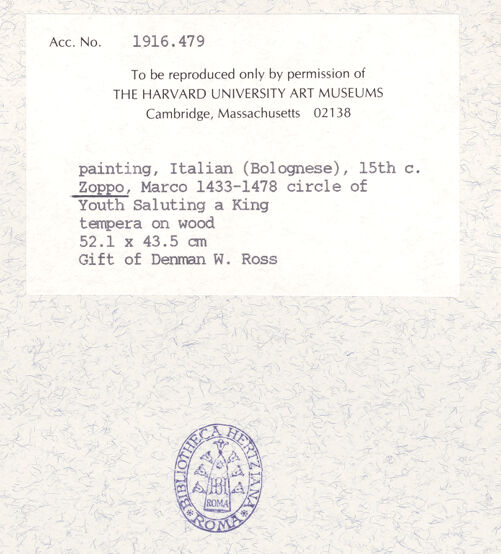 Acc. No. 1916.479
To be reproduced only by permission of
THE HARVARD UNIVERSITY ART MUSEUMS
Cambridge, Massachusetts 02138
painting, Italian (Bolognese), 15th c.
Zoppo, Marco 1433-1478 circle of
Youth Saluting a King
tempera on wood
52.1 x 43.5 cm
Gift of Denman W. Ross
BIBLIOTHECA HERTZIANA
BH
ROMA
* ROMA *